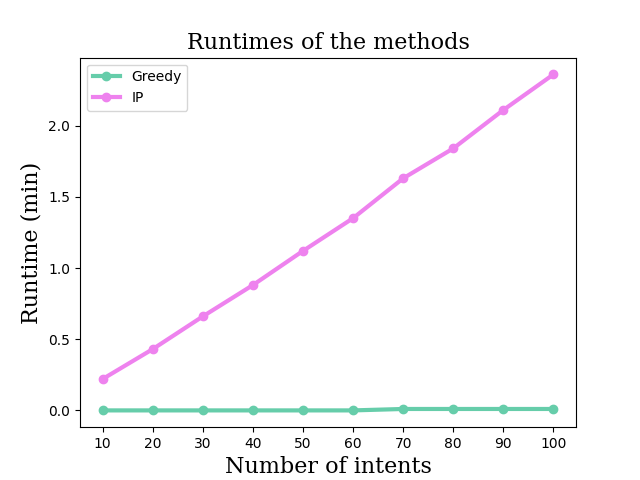 Runtimes of the methods
Greedy
IP
Runtime (min)
2.0
1.5
1.0
0.5
0.0
10 20 30 40 50 60 70 80 90 100
Number of intents